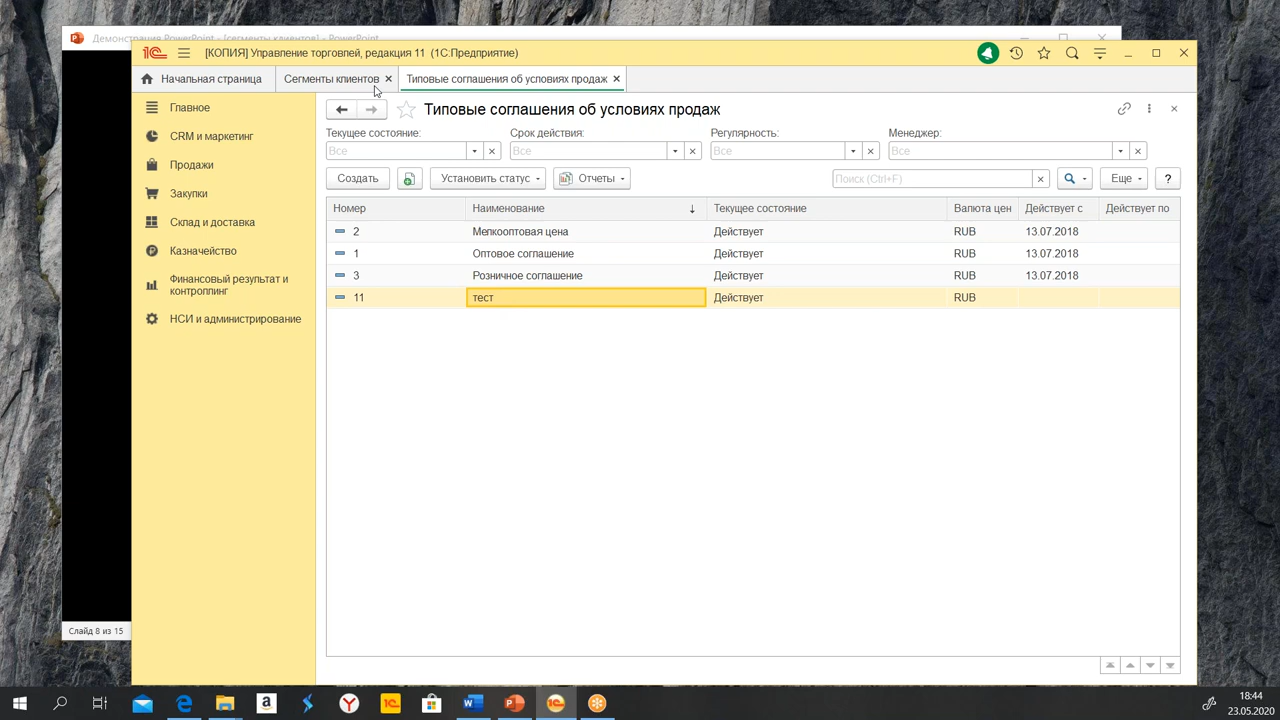 Демонстрация PowerPoint - [сегменты клиентов] - PowerPoint
[КОПИЯ] Управление торговлей, редакция 11 (1С:Предприятие)
Начальная страница
Сегменты клиентов
Типовые соглашения об условиях продаж
Главное
CRM и маркетинг
Продажи
Закупки
Склад и доставка
Казначейство
Финансовый результат и
контроллинг
НСИ и администрирование
Типовые соглашения об условиях продаж
Текущее состояние: Срок действия: Регулярность: Менеджер:
Все Все Все Все
Создать Установить статус Отчеты Поиск (Ctrl+F) Еще ?
Номер Наименование Текущее состояние Валюта цен Действует с Действует по
2 Мелкооптовая цена Действует RUB 13.07.2018
1 Оптовое соглашение Действует RUB 13.07.2018
3 Розничное соглашение Действует RUB 13.07.2018
11 тест Действует RUB
Слайд 8 из 15
18:44
23.05.2020